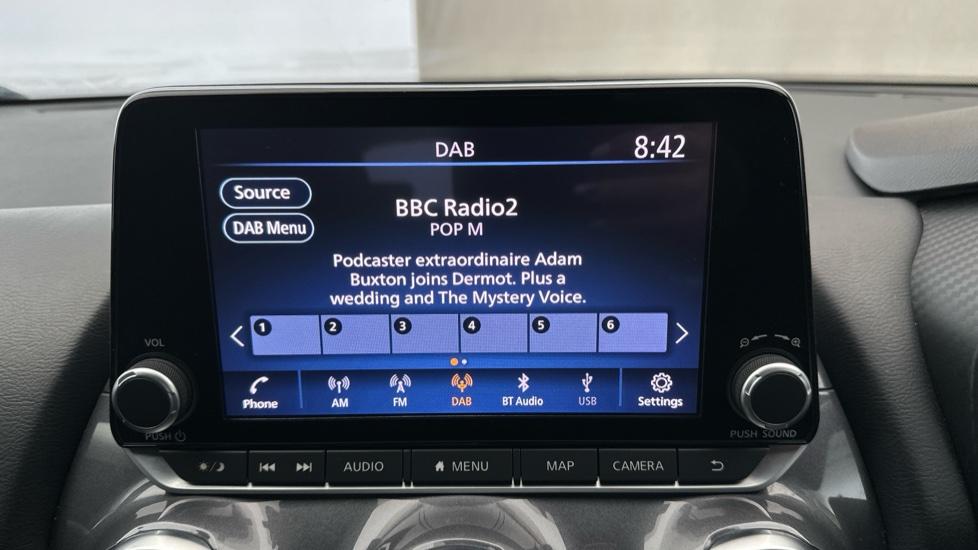 DAB
8:42
Source
DAB Menu
BBC Radio2
POP M
Podcaster extraordinaire Adam
Buxton joins Dermot. Plus a
wedding and The Mystery Voice.
1 2 3 4 5 6
Phone AM FM DAB BT Audio USB Settings
VOL
PUSH
PUSH SOUND
AUDIO MENU MAP CAMERA